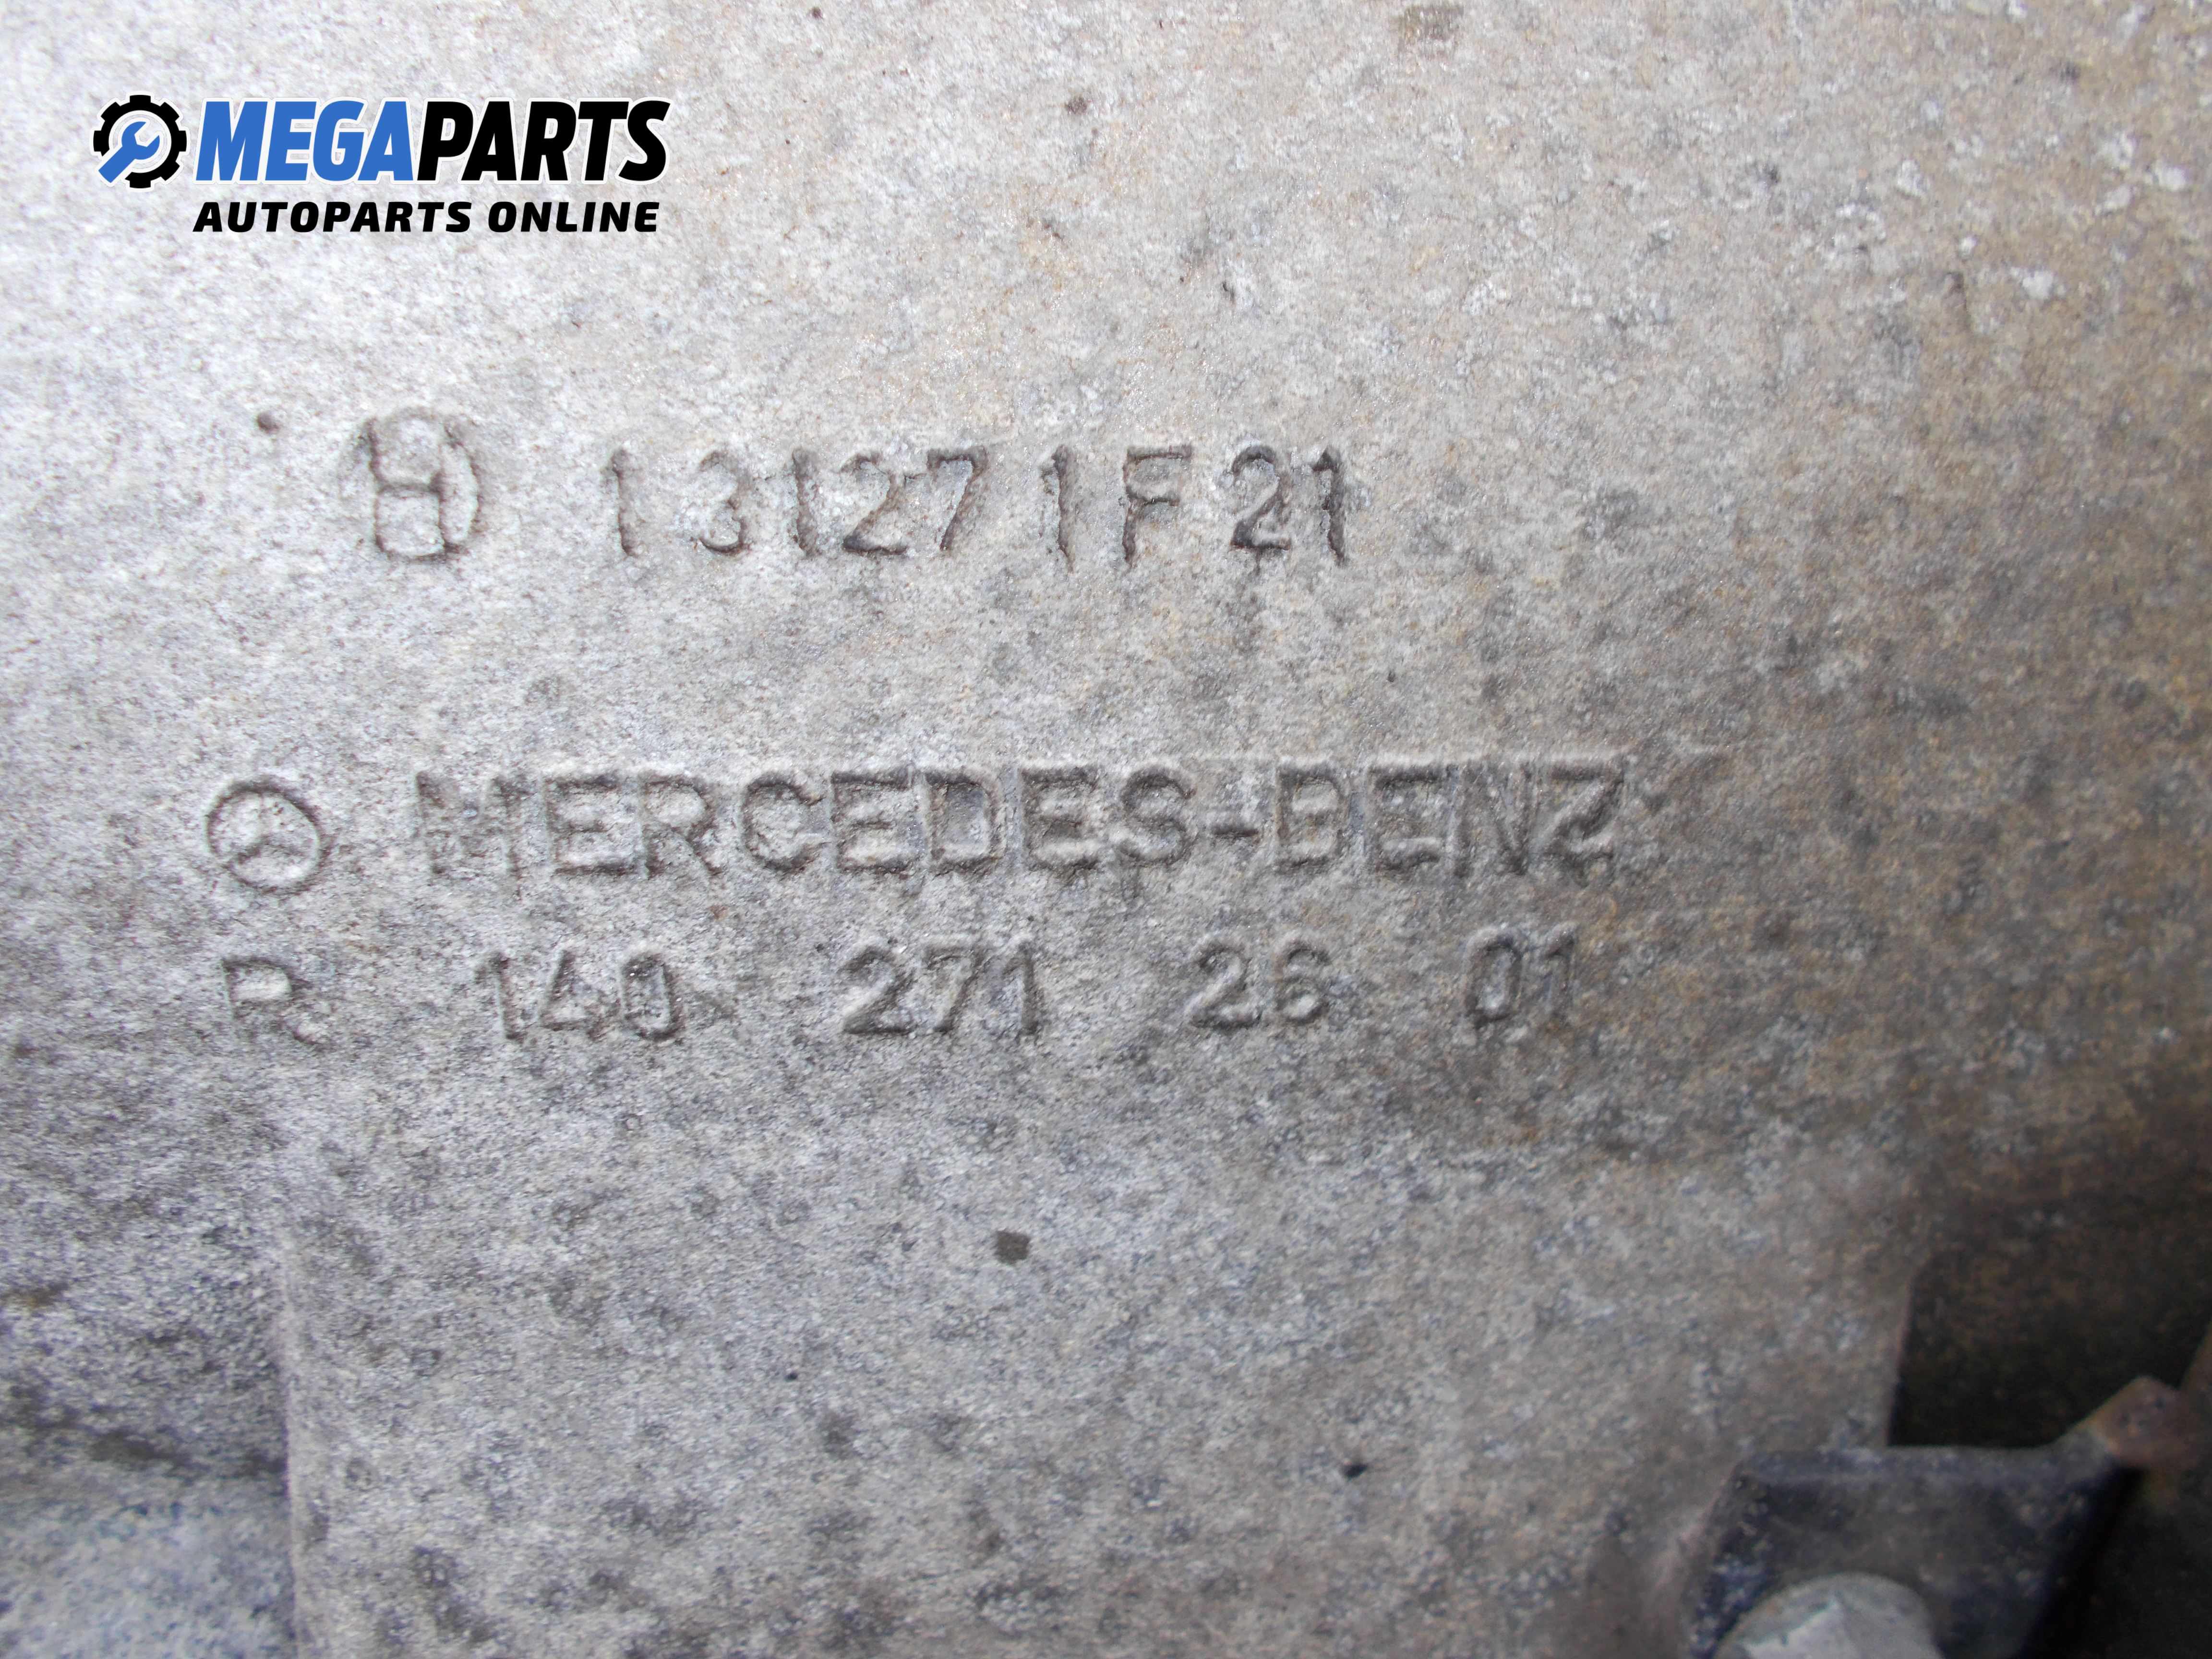 MEGAPARTS
AUTOPARTS ONLINE
131271F21
MERCEDES-BENZ
R 140 271 26 01